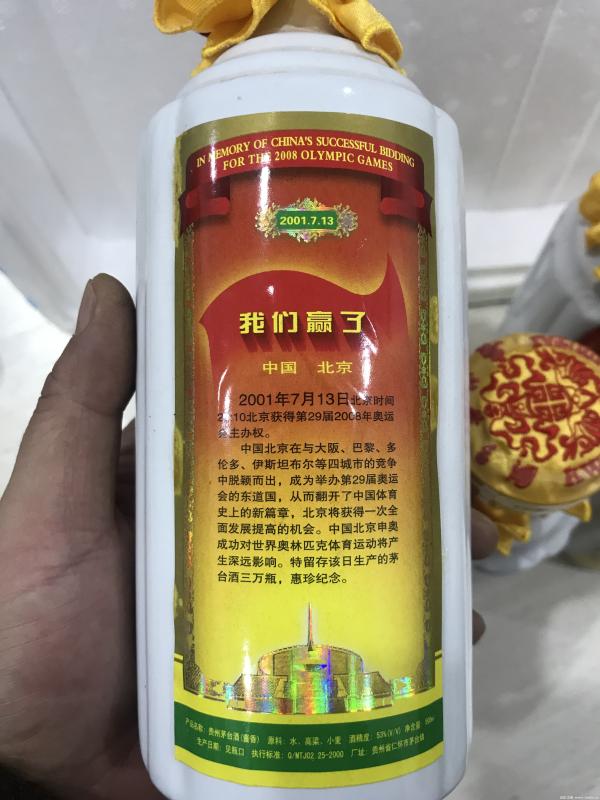 IN MEMORY OF CHINA'S SUCCESSFUL BIDDING
FOR THE 2008 OLYMPIC GAMES
2001.7.13
我们赢了
中国 北京
2001年7月13日北京时间
22:10北京获得第29届2008年奥运
会主办权。
中国北京在与大阪、巴黎、多
伦多、伊斯坦布尔等四城市的竞争
中脱颖而出，成为举办第29届奥运
会的东道国，从而翻开了中国体育
史上的新篇章，北京将获得一次全
面发展提高的机会。中国北京申奥
成功对世界奥林匹克体育运动将产
生深远影响。特留存该日生产的茅
台酒三万瓶，惠珍纪念。
产品名称：贵州茅台酒(酱香) 原料：水、高粱、小麦 酒精度：53%(V/V) 净含量：500ml
生产日期：见瓶口 执行标准：Q/MTJ02.25-2000 厂址：贵州省仁怀市茅台镇